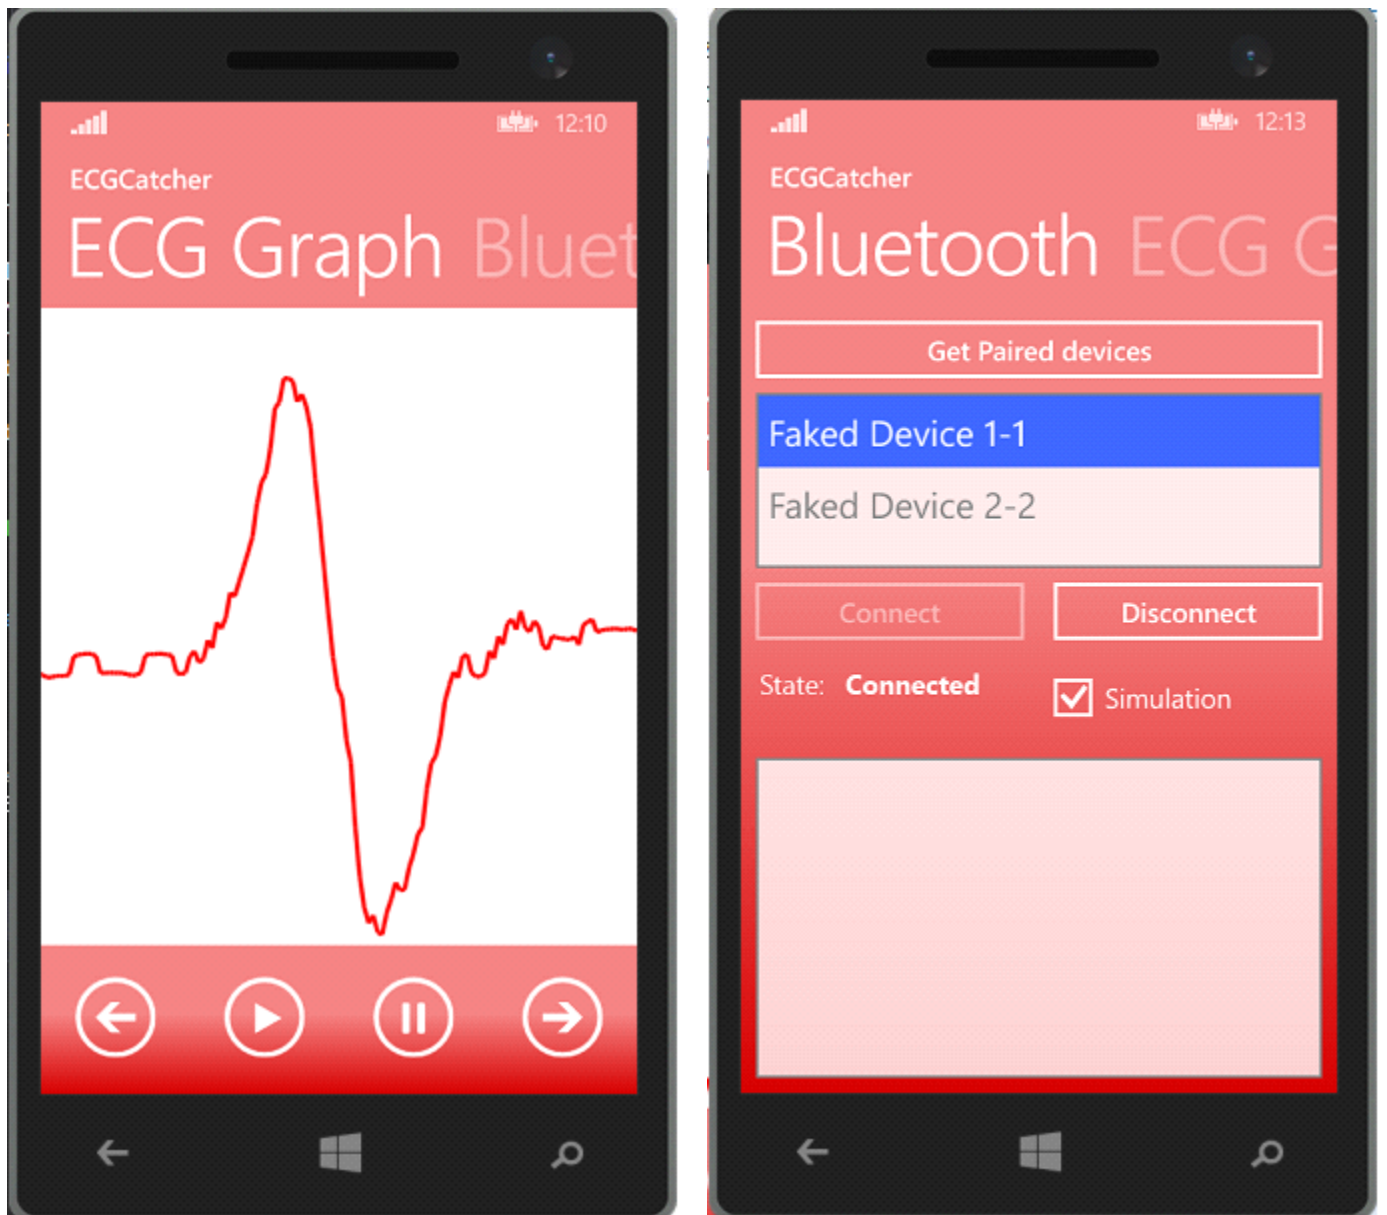 12:10
ECGCatcher
ECG Graph Bluet
12:13
ECGCatcher
Bluetooth ECG G
Get Paired devices
Faked Device 1-1
Faked Device 2-2
Connect Disconnect
State: Connected Simulation